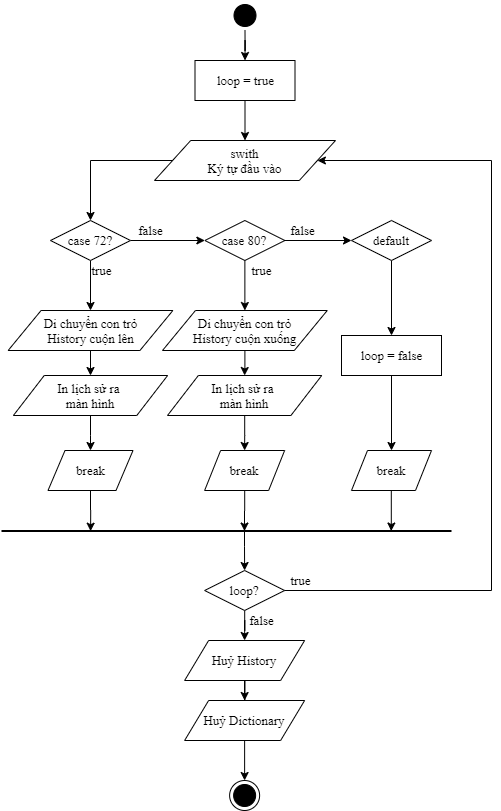 loop = true
swith
Ký tự đầu vào
case 72?
false
case 80?
false
default
true
true
Di chuyển con trỏ
History cuộn lên
Di chuyển con trỏ
History cuộn xuống
loop = false
In lịch sử ra
màn hình
In lịch sử ra
màn hình
break
break
break
loop?
true
false
Huỷ History
Huỷ Dictionary